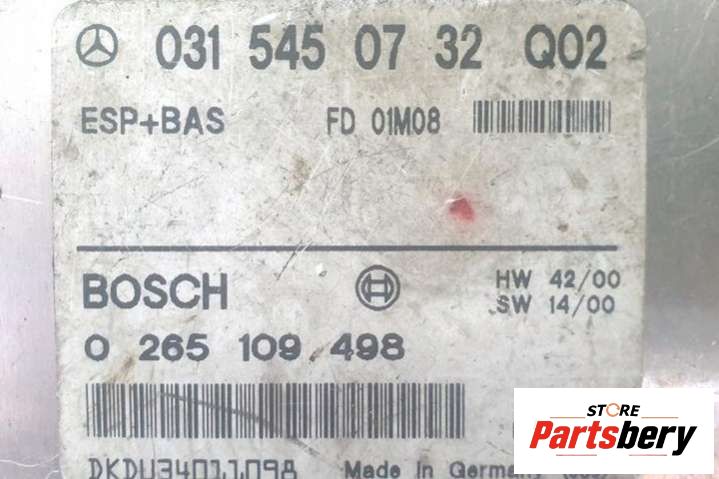 031 545 07 32 Q02
ESP+BAS FD 01M08
BOSCH HW 42/00
SW 14/00
0 265 109 498
DKDU34011098 Made in Germany
STORE
Partsbery